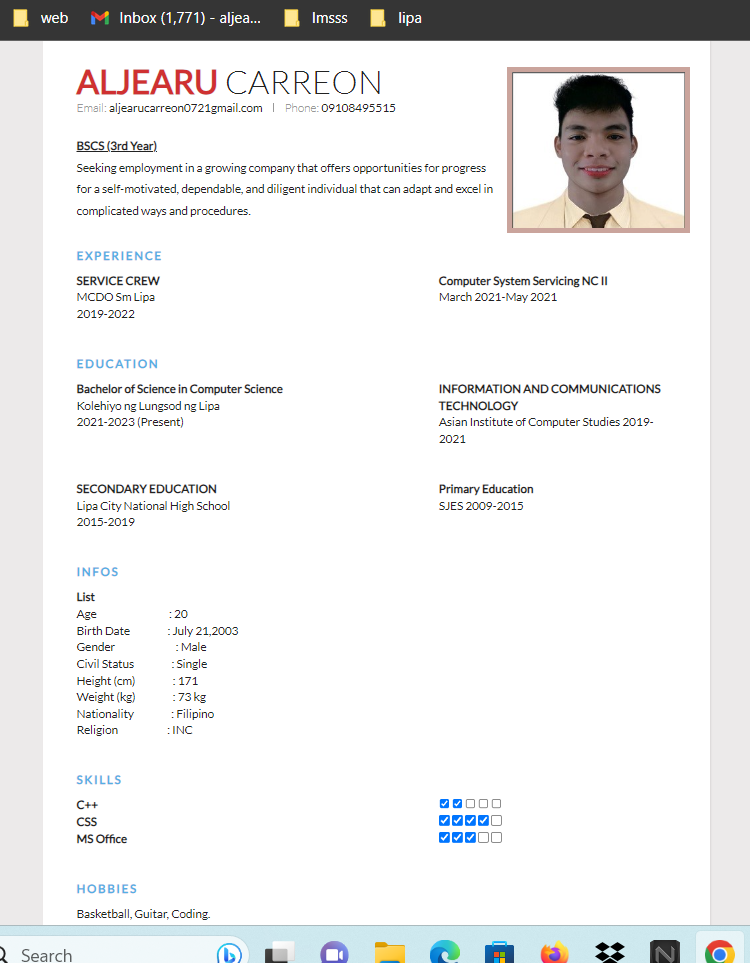 web Inbox (1,771) - aljea... lmsss lipa
ALJEARU CARREON
Email: aljearucarreon0721gmail.com | Phone: 09108495515
BSCS (3rd Year)
Seeking employment in a growing company that offers opportunities for progress
for a self-motivated, dependable, and diligent individual that can adapt and excel in
complicated ways and procedures.
EXPERIENCE
SERVICE CREW
MCDO Sm Lipa
2019-2022
Computer System Servicing NC II
March 2021-May 2021
EDUCATION
Bachelor of Science in Computer Science
Kolehiyo ng Lungsod ng Lipa
2021-2023 (Present)
INFORMATION AND COMMUNICATIONS
TECHNOLOGY
Asian Institute of Computer Studies 2019-
2021
SECONDARY EDUCATION
Lipa City National High School
2015-2019
Primary Education
SJES 2009-2015
INFOS
List
Age : 20
Birth Date : July 21,2003
Gender : Male
Civil Status : Single
Height (cm) : 171
Weight (kg) : 73 kg
Nationality : Filipino
Religion : INC
SKILLS
C++
CSS
MS Office
HOBBIES
Basketball, Guitar, Coding.
Search